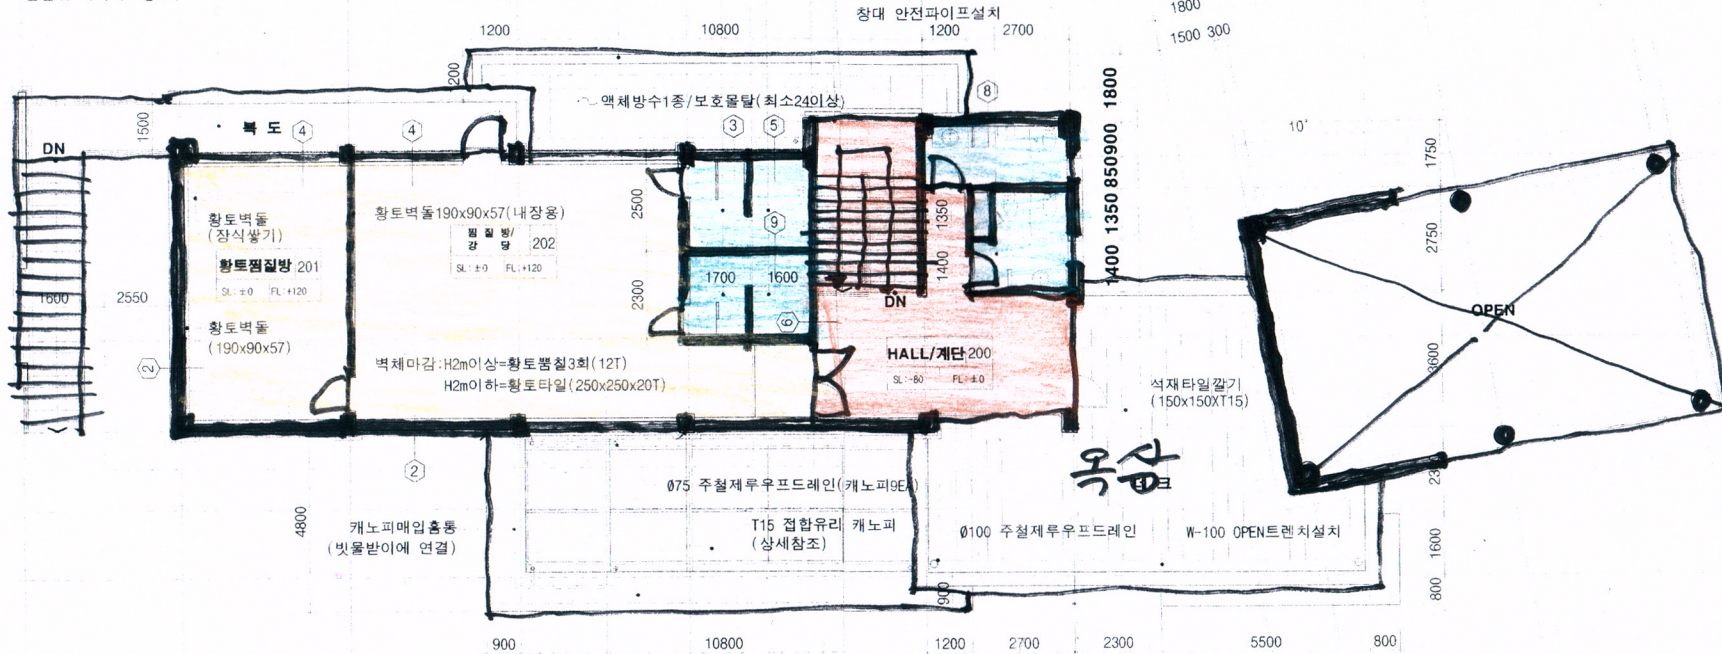 창대 안전파이프설치
1800
1500 300
1200
10800
1200
2700
200
액체방수1종/보호몰탈(최소24이상)
8
1800
900
850
1350
1400
복 도
4
4
3
5
1500
DN
10°
1750
2750
3600
황토벽돌
(장식쌓기)
황토찜질방 201
SL:±0 FL:+120
황토벽돌
(190x90x57)
황토벽돌190x90x57(내장용)
찜 질 방/
강 당 202
SL:±0 FL:+120
2500
2300
9
1700
1600
6
1350
1400
DN
1600
2550
2
HALL/계단 200
SL:-80 FL:±0
OPEN
벽체마감:H2m이상=황토뿜칠3회(12T)
H2m이하=황토타일(250x250x20T)
석재타일깔기
(150x150XT15)
2
옥상
Ø75 주철제루우프드레인(캐노피9EA)
4800
캐노피매입홈통
(빗물받이에 연결)
T15 접합유리 캐노피
(상세참조)
Ø100 주철제루우프드레인
W-100 OPEN트렌치설치
1600
800
900
900
10800
1200
2700
2300
5500
800